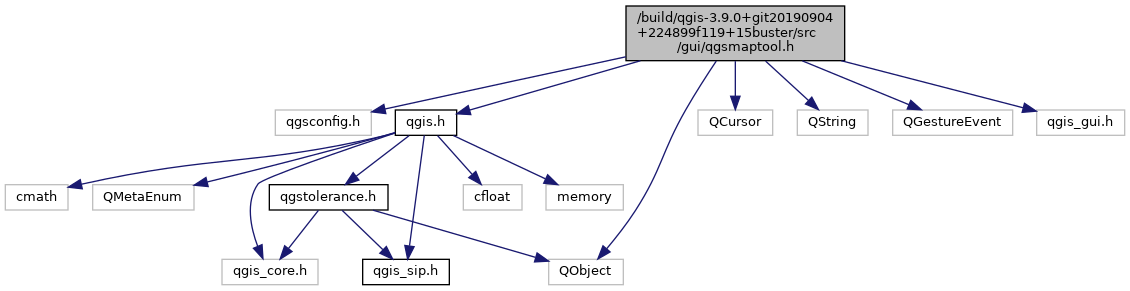 /build/qgis-3.9.0+git20190904
+224899f119+15buster/src
/gui/qgsmaptool.h
qgsconfig.h
qgis.h
QCursor
QString
QGestureEvent
qgis_gui.h
cmath
QMetaEnum
qgstolerance.h
cfloat
memory
qgis_core.h
qgis_sip.h
QObject